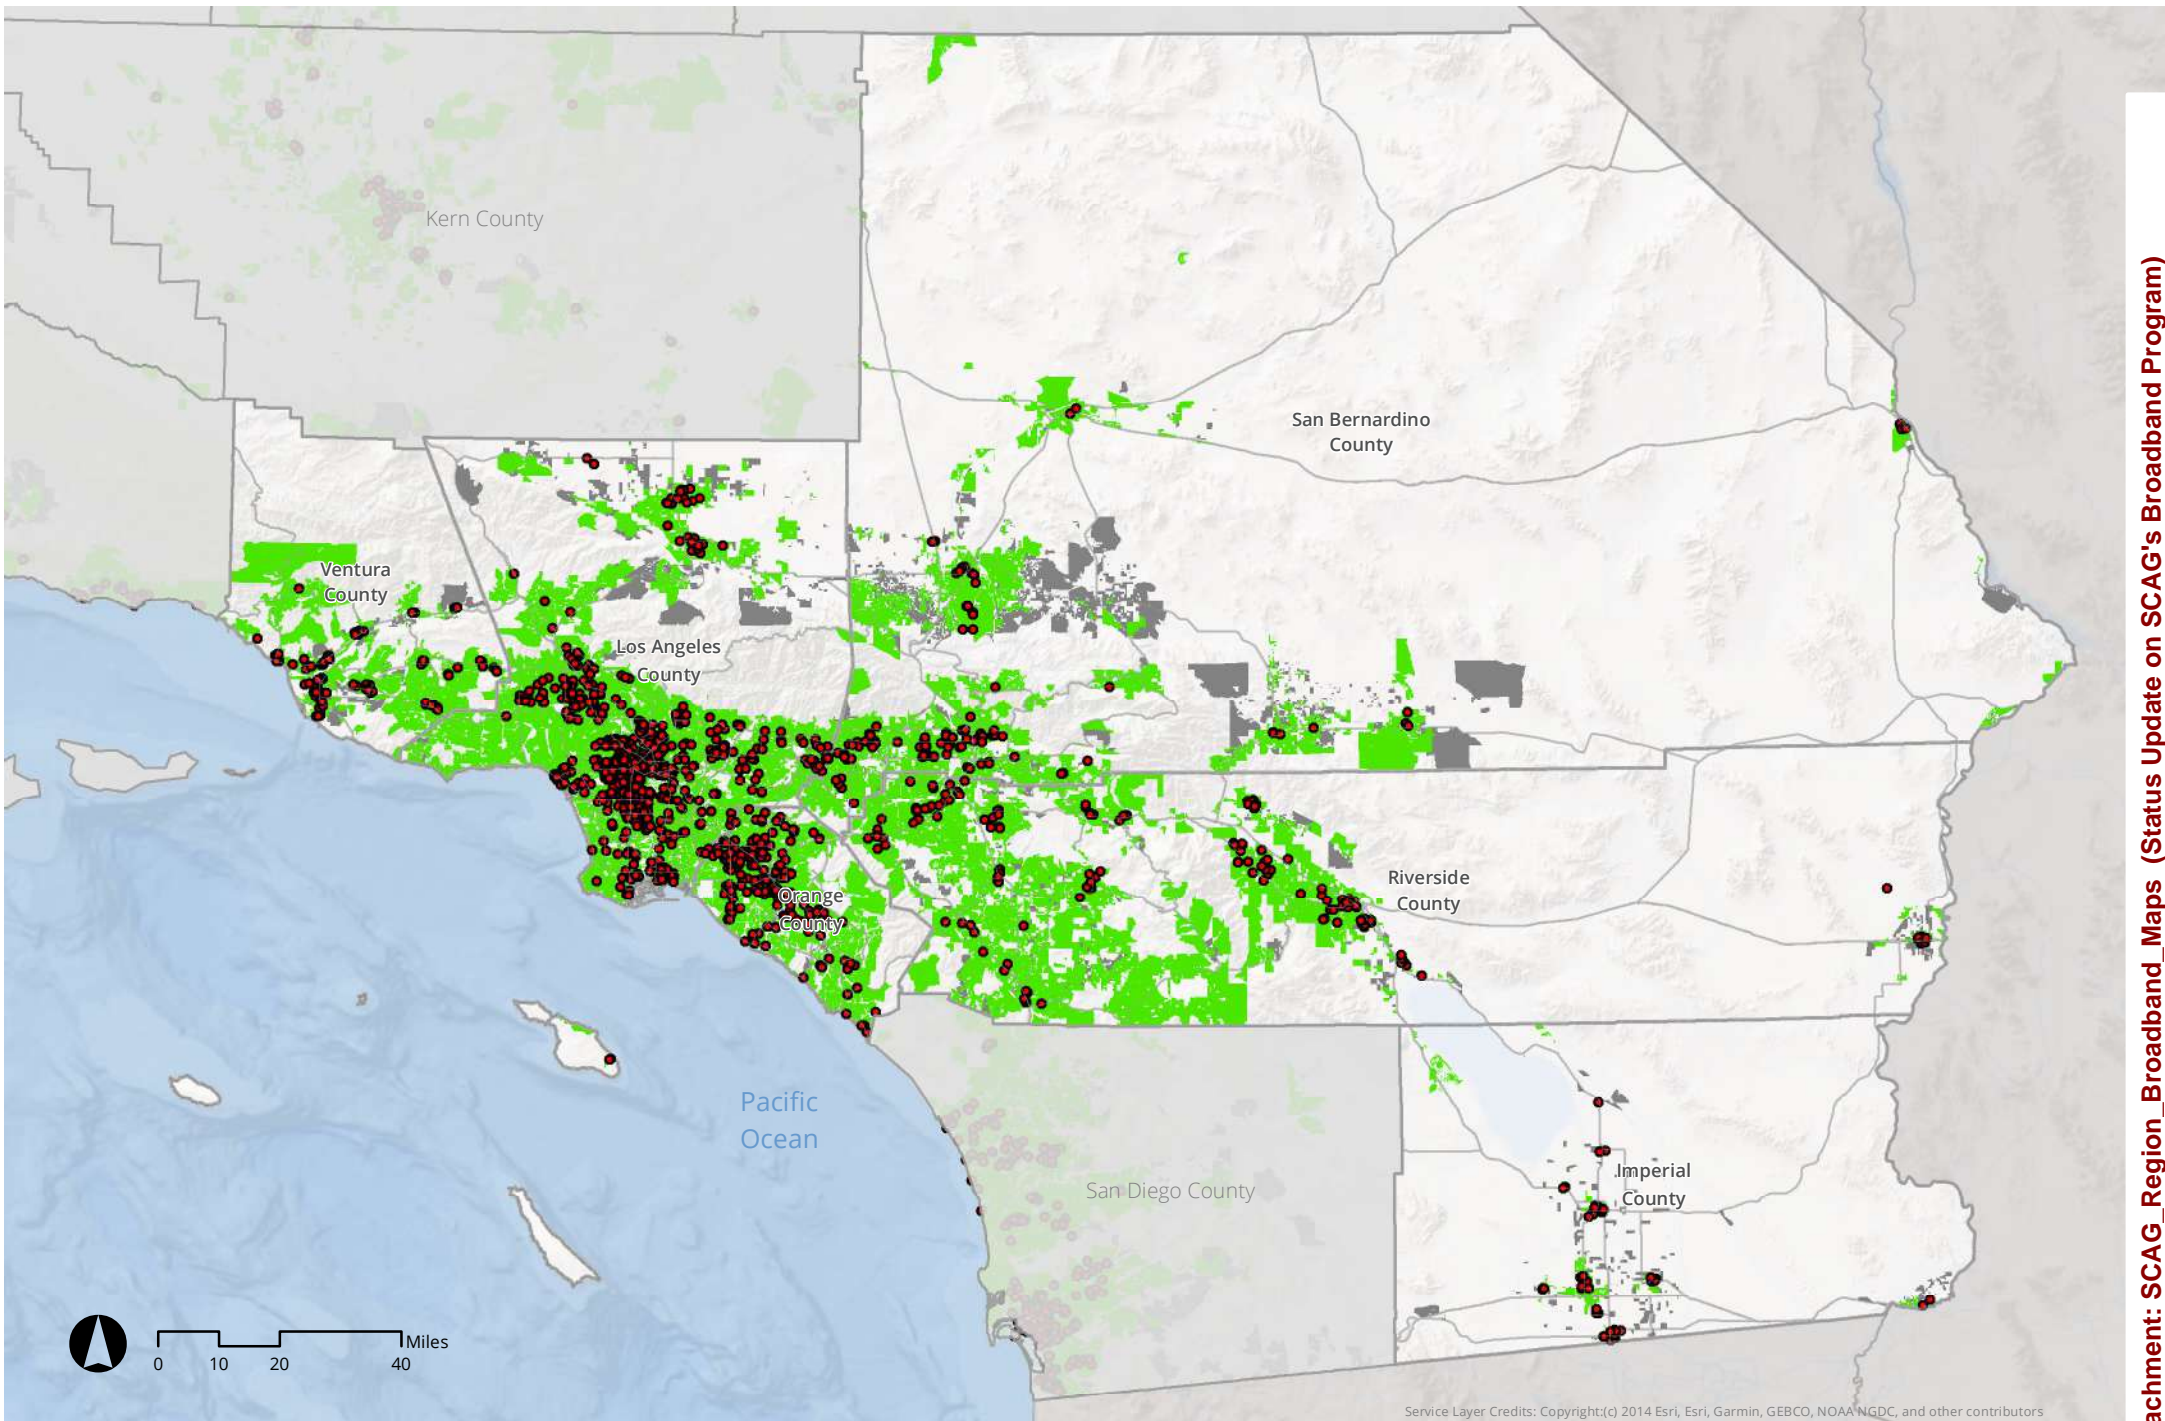 Kern County
San Bernardino
County
Ventura
County
Los Angeles
County
Orange
County
Riverside
County
Pacific
Ocean
San Diego County
Imperial
County
Miles
0 10 20 40
Service Layer Credits: Copyright:(c) 2014 Esri, Esri, Garmin, GEBCO, NOAA NGDC, and other contributors
achment: SCAG_Region_Broadband_Maps (Status Update on SCAG's Broadband Program)